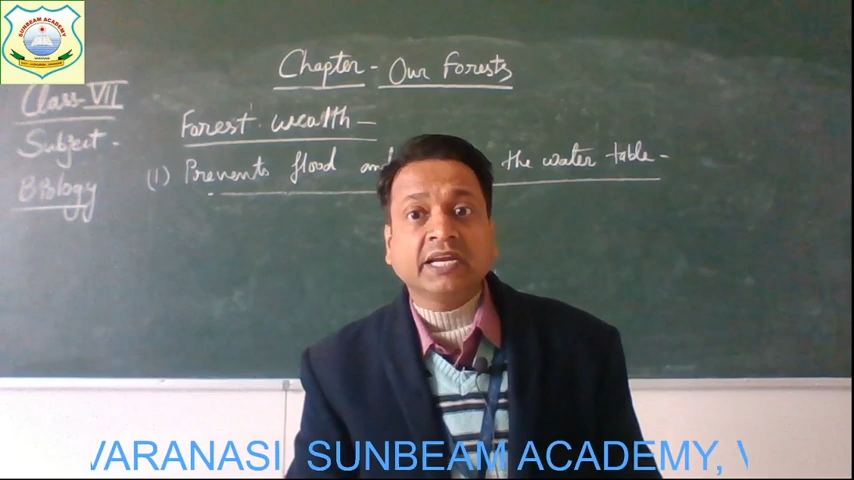 SUNBEAM ACADEMY
Chapter - Our Forests
Class - VII
Subject -
Biology
Forest wealth -
(1) Prevents flood and the water table -
VARANASI SUNBEAM ACADEMY, V